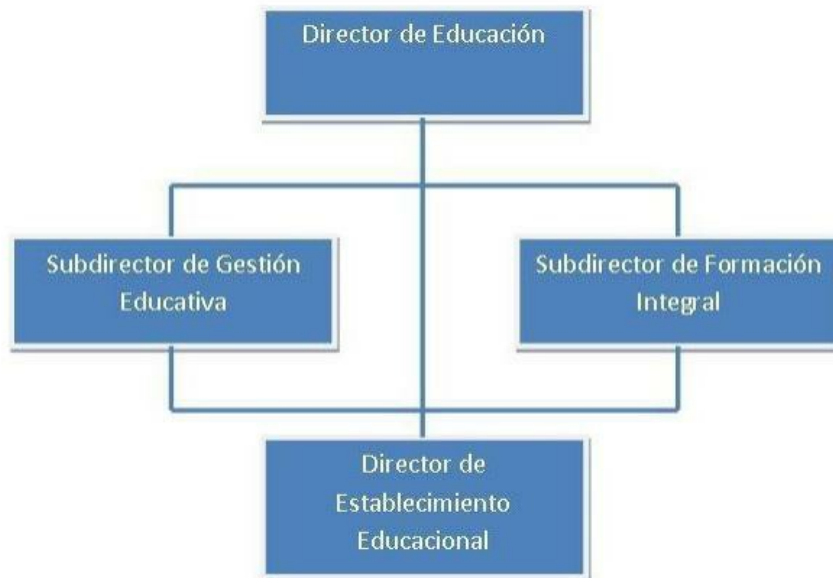 Director de Educación
Subdirector de Gestión
Educativa
Subdirector de Formación
Integral
Director de
Establecimiento
Educacional